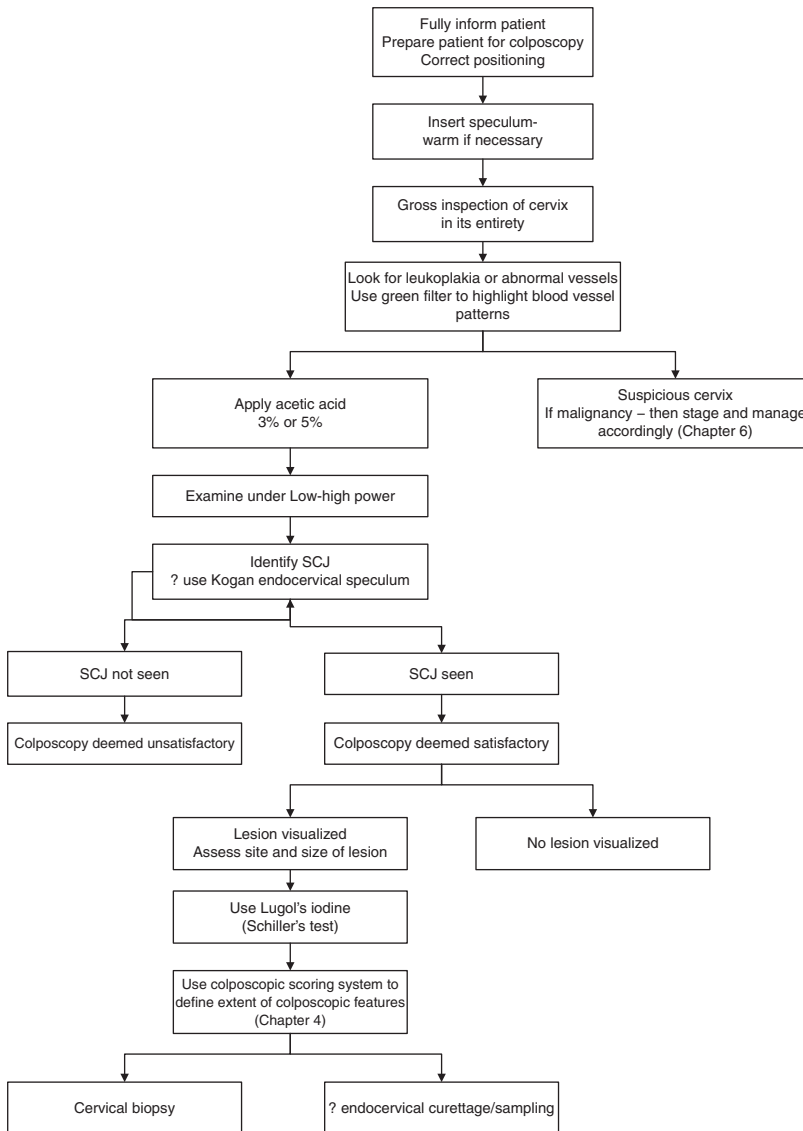 Fully inform patient
Prepare patient for colposcopy
Correct positioning
Insert speculum-
warm if necessary
Gross inspection of cervix
in its entirety
Look for leukoplakia or abnormal vessels
Use green filter to highlight blood vessel
patterns
Apply acetic acid
3% or 5%
Suspicious cervix
If malignancy – then stage and manage
accordingly (Chapter 6)
Examine under Low-high power
Identify SCJ
? use Kogan endocervical speculum
SCJ not seen
SCJ seen
Colposcopy deemed unsatisfactory
Colposcopy deemed satisfactory
Lesion visualized
Assess site and size of lesion
No lesion visualized
Use Lugol's iodine
(Schiller's test)
Use colposcopic scoring system to
define extent of colposcopic features
(Chapter 4)
Cervical biopsy
? endocervical curettage/sampling